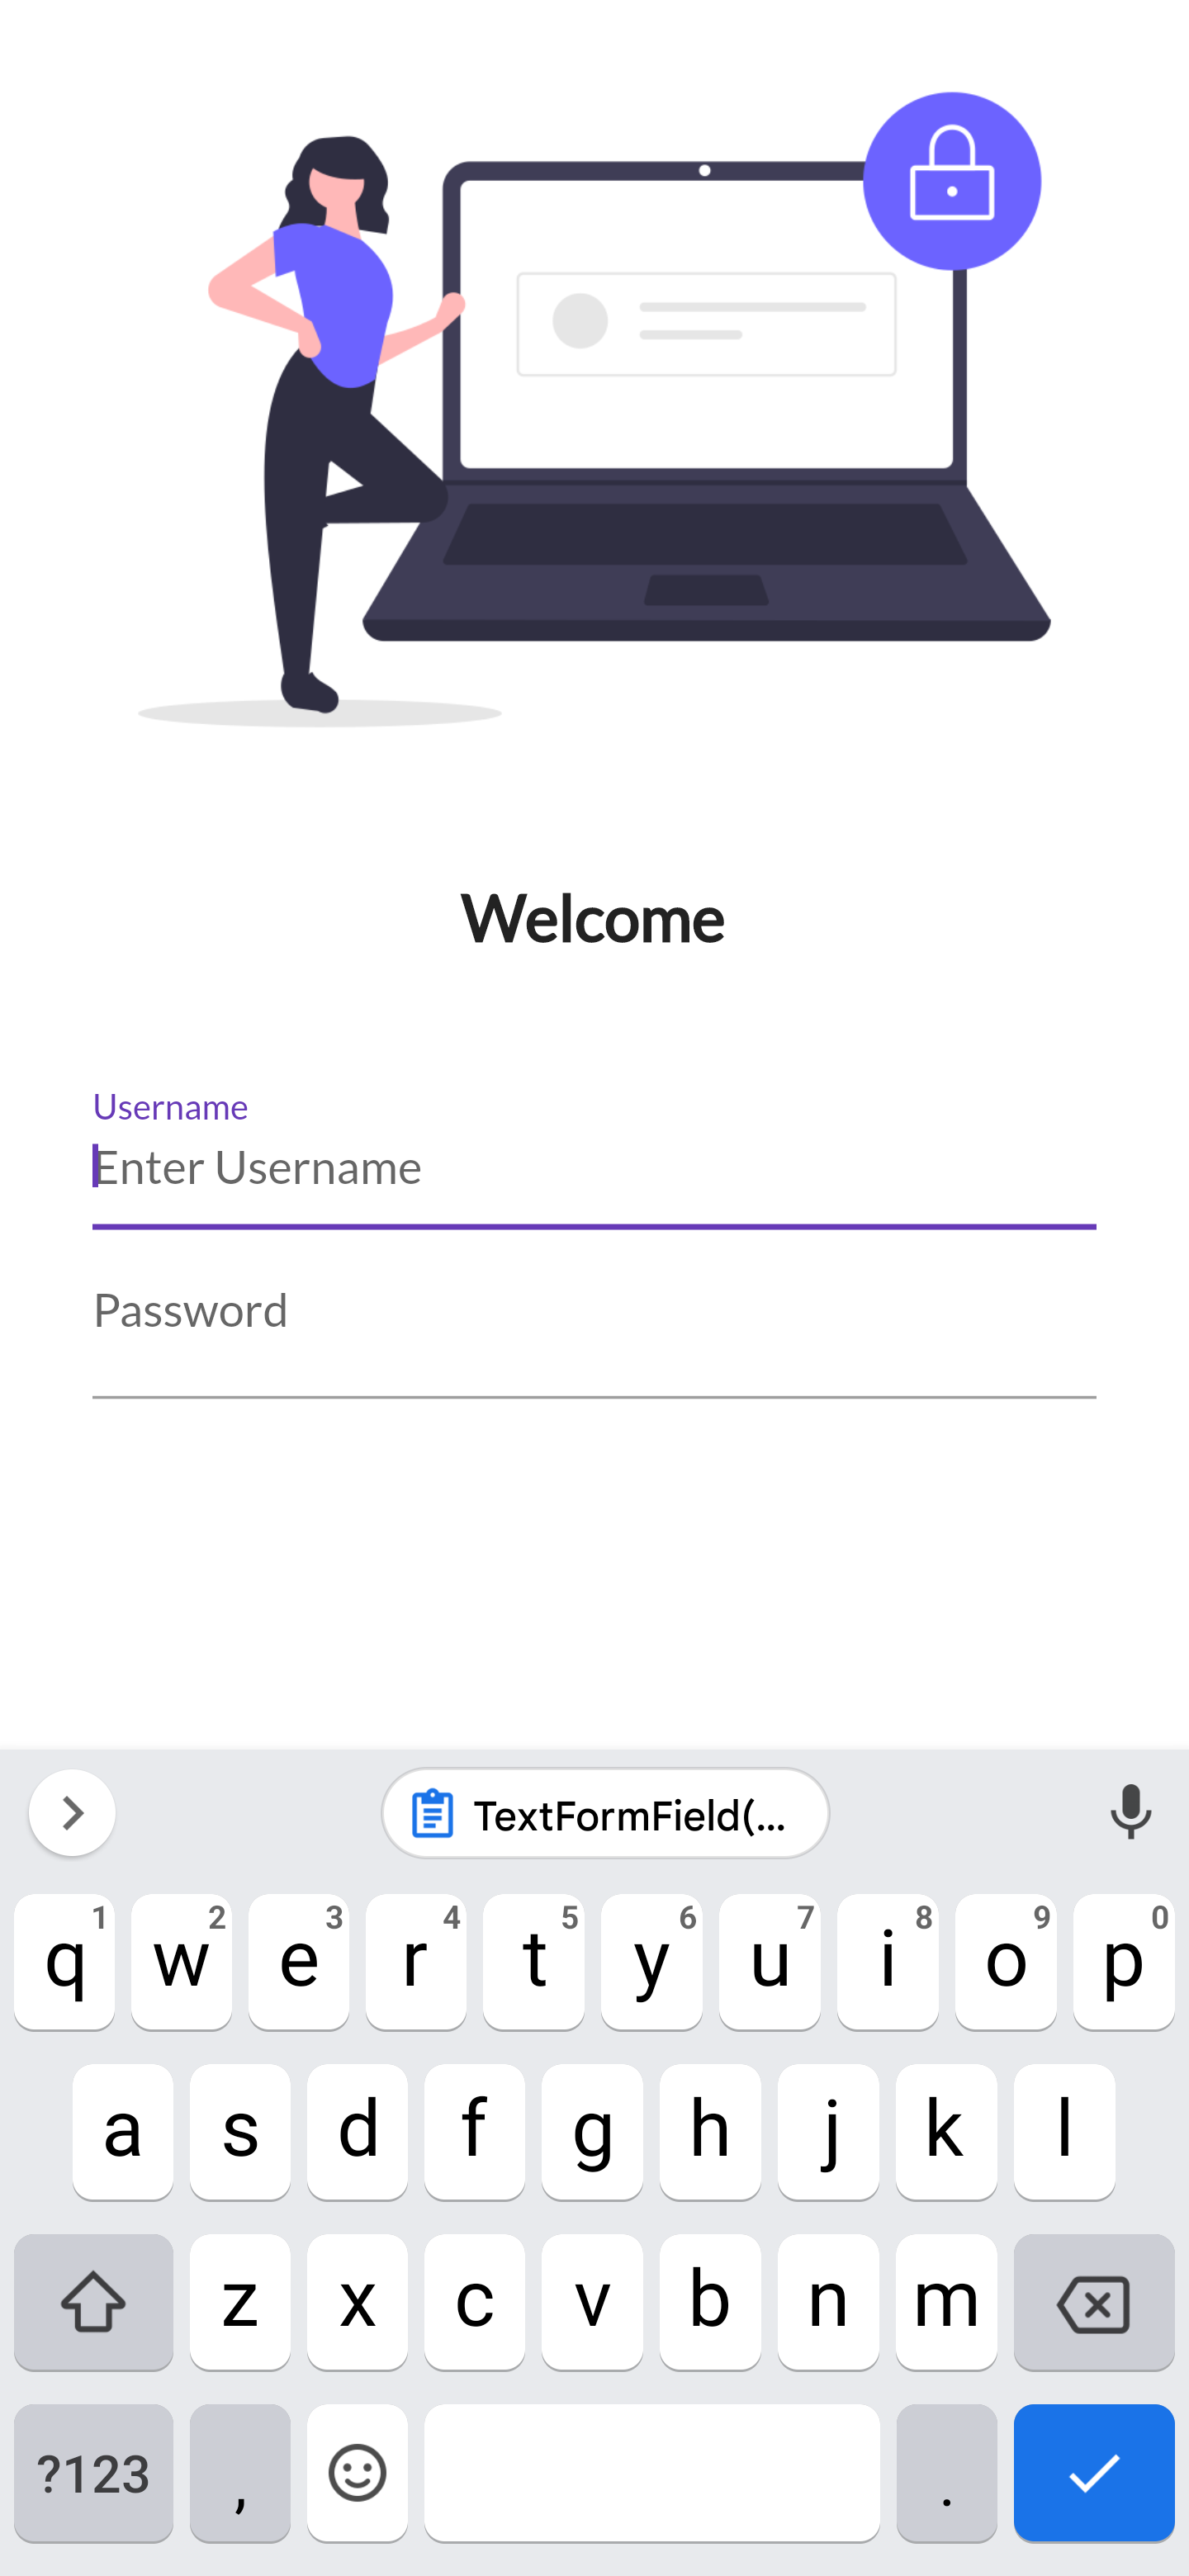 Welcome
Username
Enter Username
Password
TextFormField(...
q 1 w 2 e 3 r 4 t 5 y 6 u 7 i 8 o 9 p 0
a s d f g h j k l
z x c v b n m
?123 , .